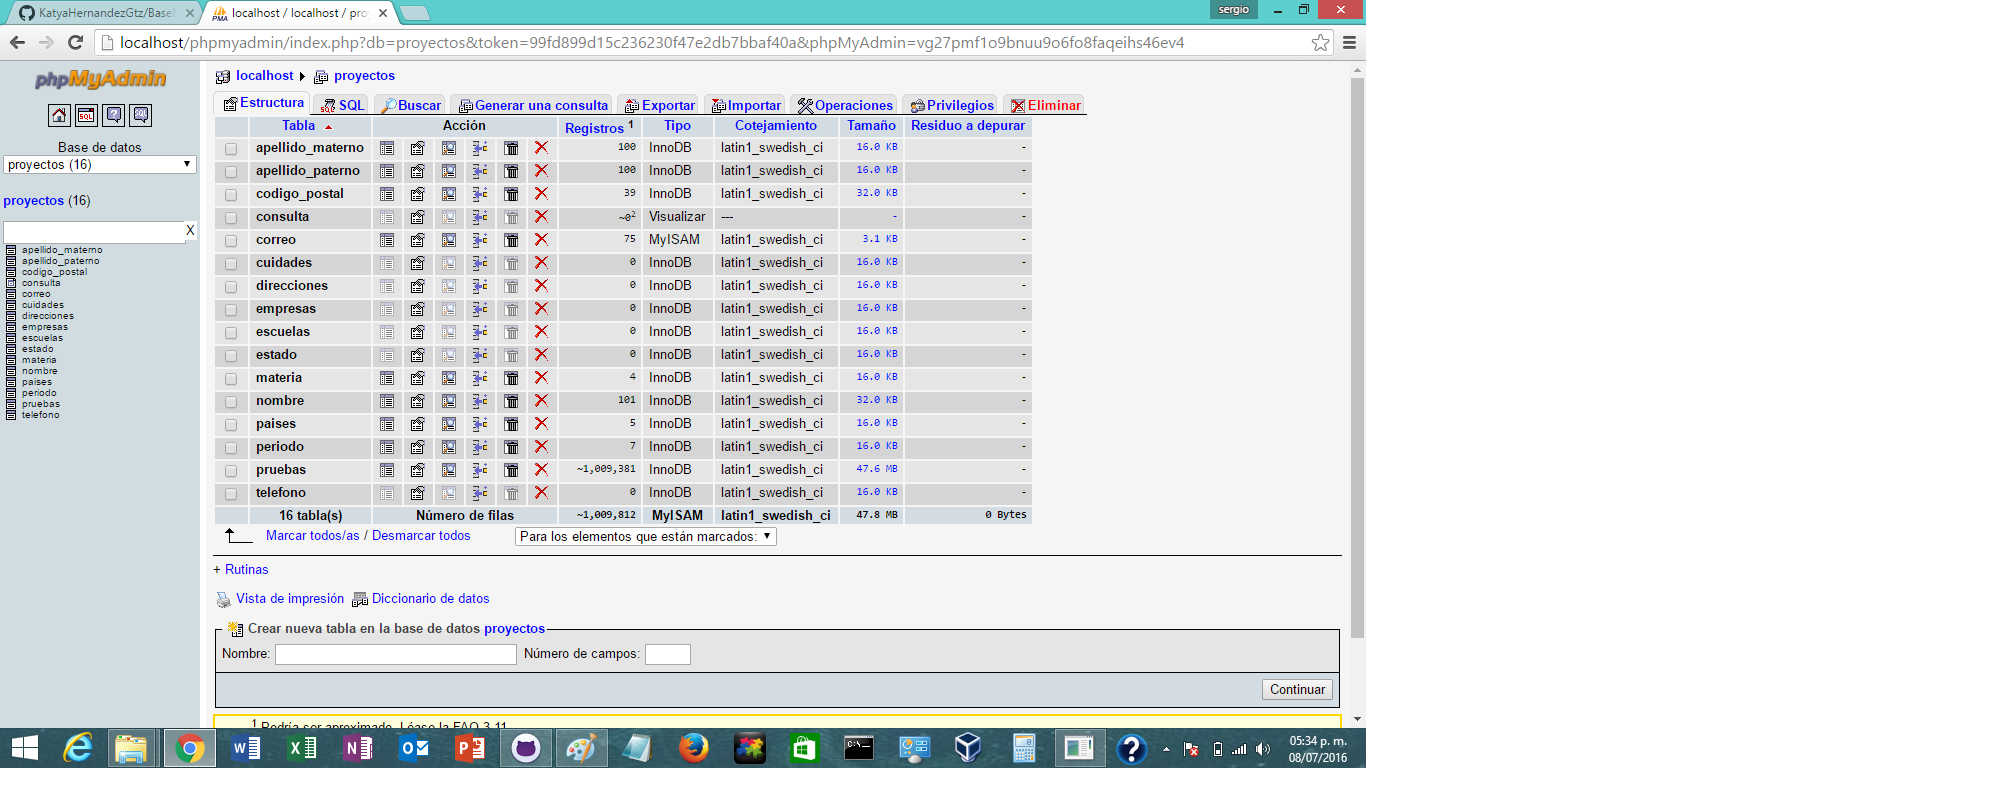 KatyaHernandezGtz/Base
localhost / localhost / pro
sergio
localhost/phpmyadmin/index.php?db=proyectos&token=99fd899d15c236230f47e2db7bbaf40a&phpMyAdmin=vg27pmf1o9bnuu9o6fo8faqeihs46ev4
phpMyAdmin
SQL
Base de datos
proyectos (16)
proyectos (16)
X
apellido_materno
apellido_paterno
codigo_postal
consulta
correo
cuidades
direcciones
empresas
escuelas
estado
materia
nombre
paises
periodo
pruebas
telefono
localhost proyectos
Estructura SQL Buscar Generar una consulta Exportar Importar Operaciones Privilegios Eliminar
Tabla Acción Registros 1 Tipo Cotejamiento Tamaño Residuo a depurar
apellido_materno 100 InnoDB latin1_swedish_ci 16.0 KB -
apellido_paterno 100 InnoDB latin1_swedish_ci 16.0 KB -
codigo_postal 39 InnoDB latin1_swedish_ci 32.0 KB -
consulta ~0 2 Visualizar --- - -
correo 75 MyISAM latin1_swedish_ci 3.1 KB -
cuidades 0 InnoDB latin1_swedish_ci 16.0 KB -
direcciones 0 InnoDB latin1_swedish_ci 16.0 KB -
empresas 0 InnoDB latin1_swedish_ci 16.0 KB -
escuelas 0 InnoDB latin1_swedish_ci 16.0 KB -
estado 0 InnoDB latin1_swedish_ci 16.0 KB -
materia 4 InnoDB latin1_swedish_ci 16.0 KB -
nombre 101 InnoDB latin1_swedish_ci 32.0 KB -
paises 5 InnoDB latin1_swedish_ci 16.0 KB -
periodo 7 InnoDB latin1_swedish_ci 16.0 KB -
pruebas ~1,009,381 InnoDB latin1_swedish_ci 47.6 MB -
telefono 0 InnoDB latin1_swedish_ci 16.0 KB -
16 tabla(s) Número de filas ~1,009,812 MyISAM latin1_swedish_ci 47.8 MB 0 Bytes
Marcar todos/as / Desmarcar todos Para los elementos que están marcados:
+ Rutinas
Vista de impresión Diccionario de datos
Crear nueva tabla en la base de datos proyectos
Nombre: Número de campos:
Continuar
1 Podría ser aproximado. Léase la FAQ 3.11
05:34 p. m.
08/07/2016